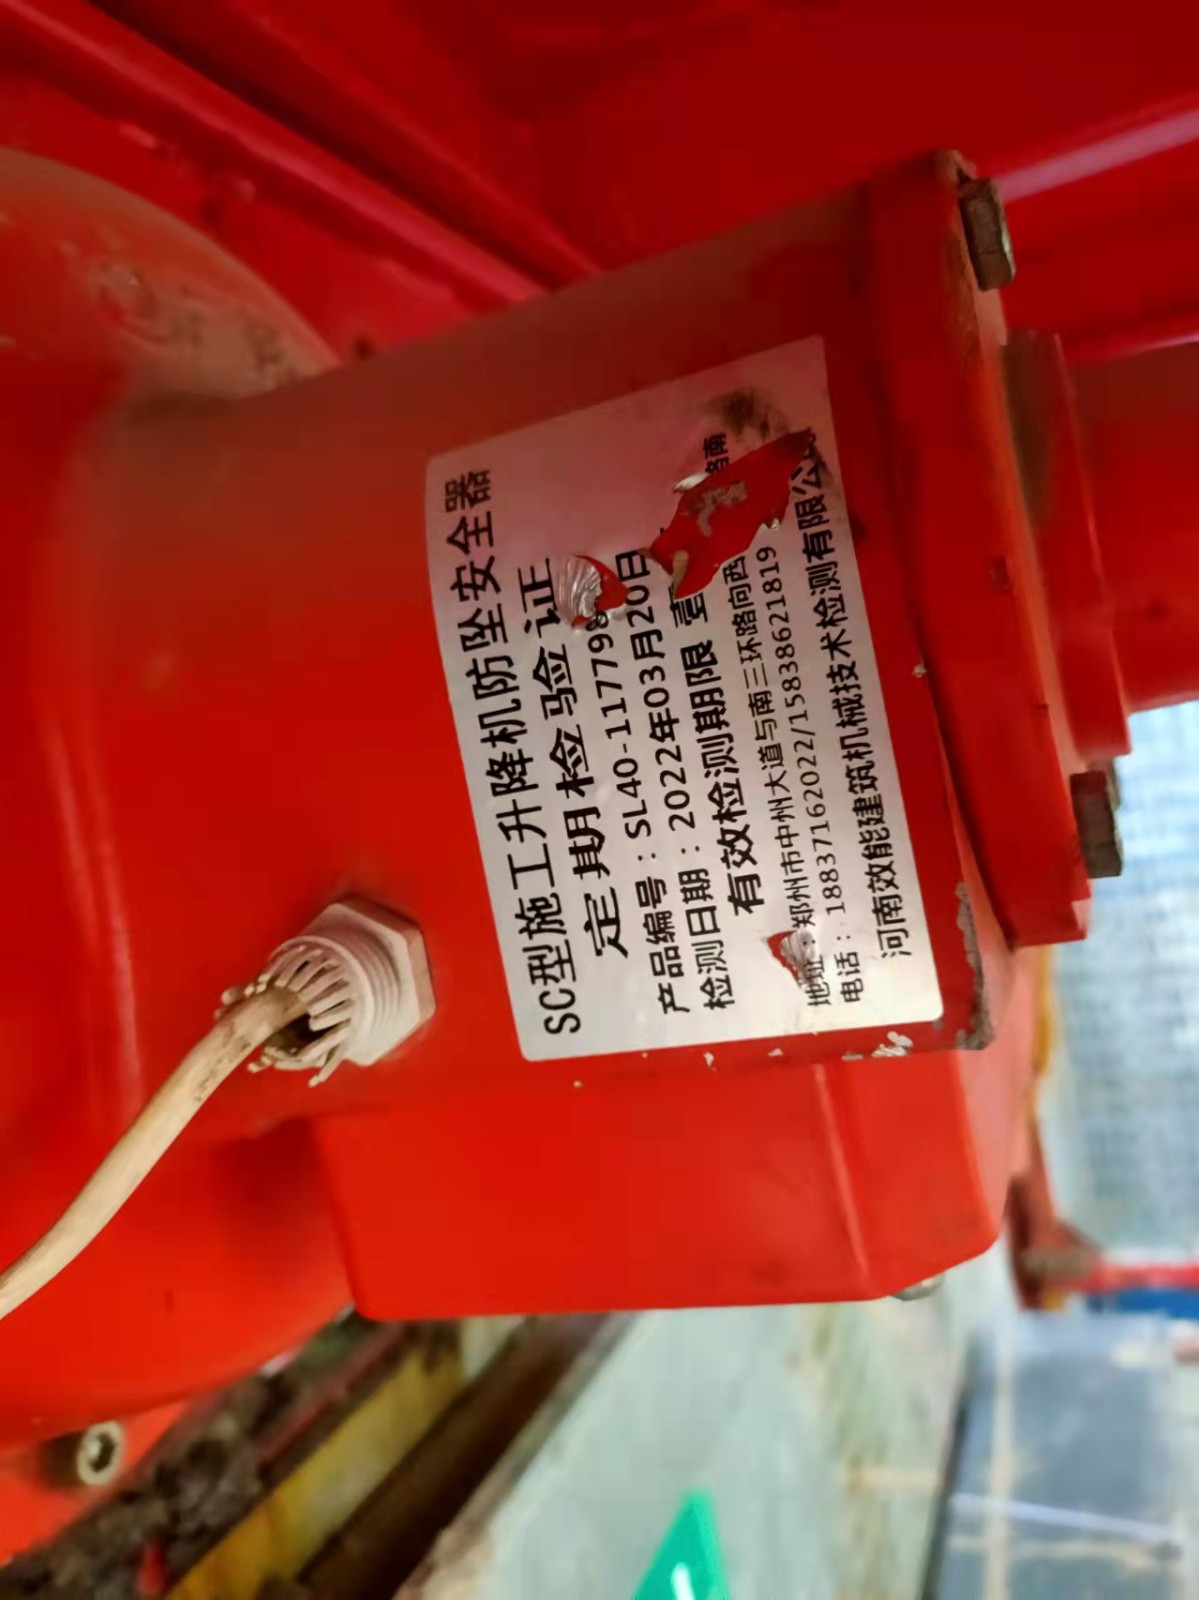 SC型施工升降机防坠安全器
定期检验证
产品编号：SL40-11779
检测日期：2022年03月20日
有效检测期限 壹
地址：郑州市中州大道与南三环路向西 路南
电话：18837162022/15838621819
河南效能建筑机械技术检测有限公司